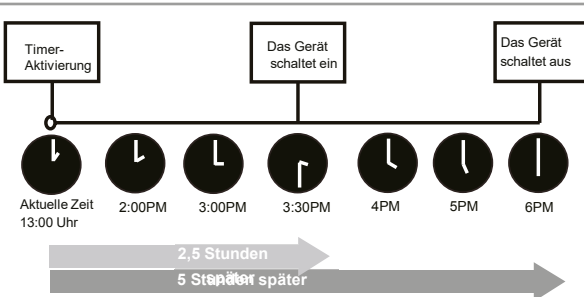 Timer-
Aktivierung
Das Gerät
schaltet ein
Das Gerät
schaltet aus
Aktuelle Zeit
13:00 Uhr
2:00PM
3:00PM
3:30PM
4PM
5PM
6PM
2,5 Stunden
später
5 Stunden später